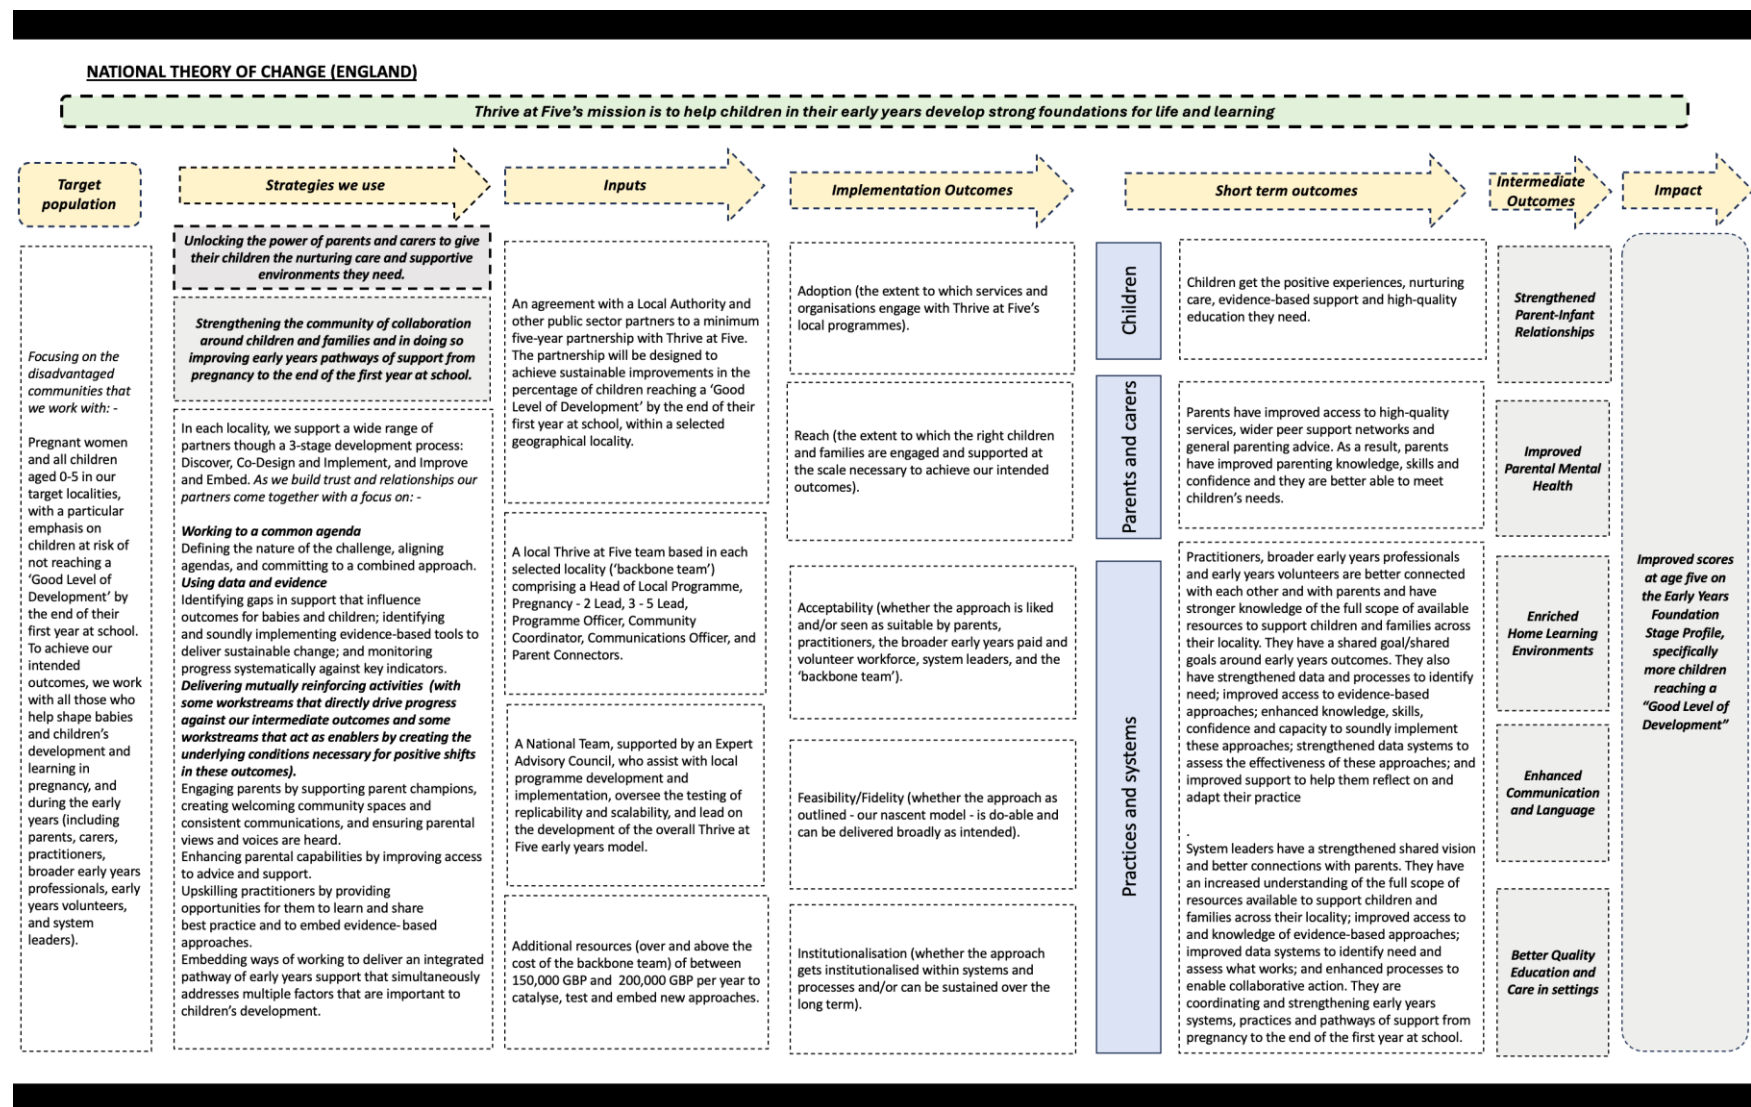 NATIONAL THEORY OF CHANGE (ENGLAND)
Thrive at Five's mission is to help children in their early years develop strong foundations for life and learning
Target
population
Strategies we use
Inputs
Implementation Outcomes
Short term outcomes
Intermediate
Outcomes
Impact
Focusing on the
disadvantaged
communities that
we work with: -
Pregnant women
and all children
aged 0-5 in our
target localities,
with a particular
emphasis on
children at risk of
not reaching a
'Good Level of
Development' by
the end of their
first year at school.
To achieve our
intended
outcomes, we work
with all those who
help shape babies
and children's
development and
learning in
pregnancy, and
during the early
years (including
parents, carers,
practitioners,
broader early years
professionals, early
years volunteers,
and system
leaders).
Unlocking the power of parents and carers to give
their children the nurturing care and supportive
environments they need.
Strengthening the community of collaboration
around children and families and in doing so
improving early years pathways of support from
pregnancy to the end of the first year at school.
In each locality, we support a wide range of
partners though a 3-stage development process:
Discover, Co-Design and Implement, and Improve
and Embed. As we build trust and relationships our
partners come together with a focus on: -
Working to a common agenda
Defining the nature of the challenge, aligning
agendas, and committing to a combined approach.
Using data and evidence
Identifying gaps in support that influence
outcomes for babies and children; identifying
and soundly implementing evidence-based tools to
deliver sustainable change; and monitoring
progress systematically against key indicators.
Delivering mutually reinforcing activities (with
some workstreams that directly drive progress
against our intermediate outcomes and some
workstreams that act as enablers by creating the
underlying conditions necessary for positive shifts
in these outcomes).
Engaging parents by supporting parent champions,
creating welcoming community spaces and
consistent communications, and ensuring parental
views and voices are heard.
Enhancing parental capabilities by improving access
to advice and support.
Upskilling practitioners by providing
opportunities for them to learn and share
best practice and to embed evidence-based
approaches.
Embedding ways of working to deliver an integrated
pathway of early years support that simultaneously
addresses multiple factors that are important to
children's development.
An agreement with a Local Authority and
other public sector partners to a minimum
five-year partnership with Thrive at Five.
The partnership will be designed to
achieve sustainable improvements in the
percentage of children reaching a 'Good
Level of Development' by the end of their
first year at school, within a selected
geographical locality.
A local Thrive at Five team based in each
selected locality ('backbone team')
comprising a Head of Local Programme,
Pregnancy - 2 Lead, 3 - 5 Lead,
Programme Officer, Community
Coordinator, Communications Officer, and
Parent Connectors.
A National Team, supported by an Expert
Advisory Council, who assist with local
programme development and
implementation, oversee the testing of
replicability and scalability, and lead on
the development of the overall Thrive at
Five early years model.
Additional resources (over and above the
cost of the backbone team) of between
150,000 GBP and 200,000 GBP per year to
catalyse, test and embed new approaches.
Adoption (the extent to which services and
organisations engage with Thrive at Five's
local programmes).
Reach (the extent to which the right children
and families are engaged and supported at
the scale necessary to achieve our intended
outcomes).
Acceptability (whether the approach is liked
and/or seen as suitable by parents,
practitioners, the broader early years paid and
volunteer workforce, system leaders, and the
'backbone team').
Feasibility/Fidelity (whether the approach as
outlined - our nascent model - is do-able and
can be delivered broadly as intended).
Institutionalisation (whether the approach
gets institutionalised within systems and
processes and/or can be sustained over the
long term).
Children
Children get the positive experiences, nurturing
care, evidence-based support and high-quality
education they need.
Parents and carers
Parents have improved access to high-quality
services, wider peer support networks and
general parenting advice. As a result, parents
have improved parenting knowledge, skills and
confidence and they are better able to meet
children's needs.
Practices and systems
Practitioners, broader early years professionals
and early years volunteers are better connected
with each other and with parents and have
stronger knowledge of the full scope of available
resources to support children and families across
their locality. They have a shared goal/shared
goals around early years outcomes. They also
have strengthened data and processes to identify
need; improved access to evidence-based
approaches; enhanced knowledge, skills,
confidence and capacity to soundly implement
these approaches; strengthened data systems to
assess the effectiveness of these approaches; and
improved support to help them reflect on and
adapt their practice
.
System leaders have a strengthened shared vision
and better connections with parents. They have
an increased understanding of the full scope of
resources available to support children and
families across their locality; improved access to
and knowledge of evidence-based approaches;
improved data systems to identify need and
assess what works; and enhanced processes to
enable collaborative action. They are
coordinating and strengthening early years
systems, practices and pathways of support from
pregnancy to the end of the first year at school.
Strengthened
Parent-Infant
Relationships
Improved
Parental Mental
Health
Enriched
Home Learning
Environments
Enhanced
Communication
and Language
Better Quality
Education and
Care in settings
Improved scores
at age five on
the Early Years
Foundation
Stage Profile,
specifically
more children
reaching a
"Good Level of
Development"